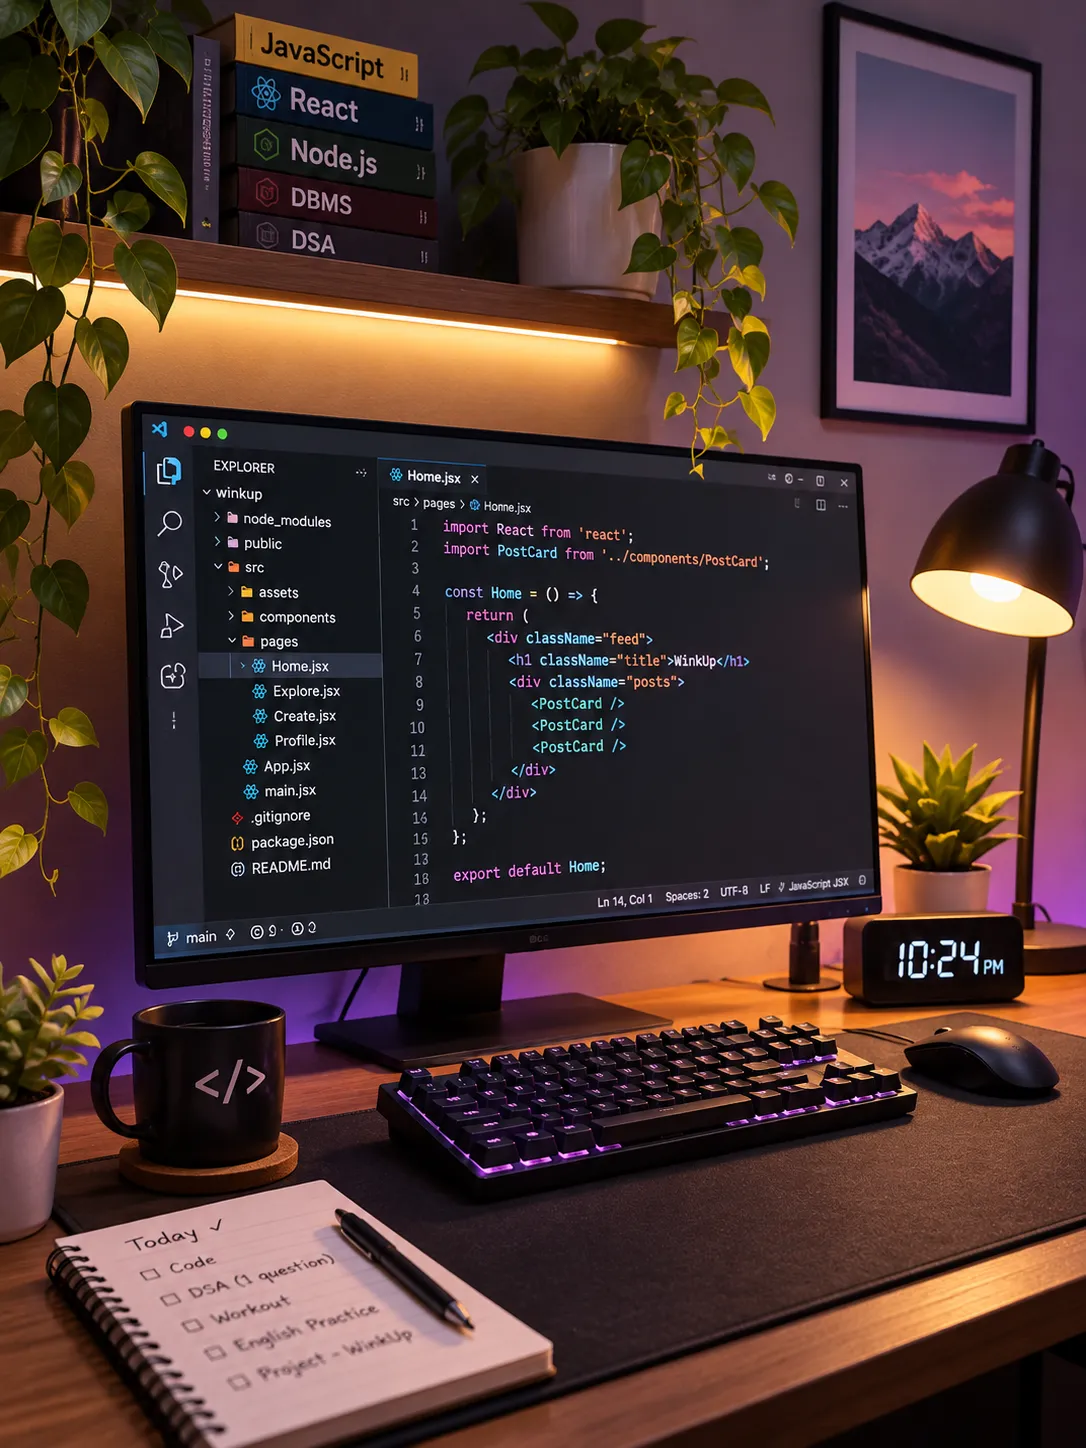 JavaScript
React
Node.js
DBMS
DSA
EXPLORER
winkup
node_modules
public
src
assets
components
pages
Home.jsx
Explore.jsx
Create.jsx
Profile.jsx
App.jsx
main.jsx
.gitignore
package.json
README.md
Home.jsx
src > pages > Home.jsx
1 import React from 'react';
2 import PostCard from '../components/PostCard';
3
4 const Home = () => {
5 return (
6 <div className="feed">
7 <h1 className="title">WinkUp</h1>
8 <div className="posts">
9 <PostCard />
10 <PostCard />
12 <PostCard />
13 </div>
14 </div>
16 };
15 };
13
18 export default Home;
13
Ln 14, Col 1 Spaces: 2 UTF-8 LF JavaScript JSX
main
10:24 PM
</>
Today ✓
Code
DSA (1 question)
Workout
English Practice
Project - WinkUp